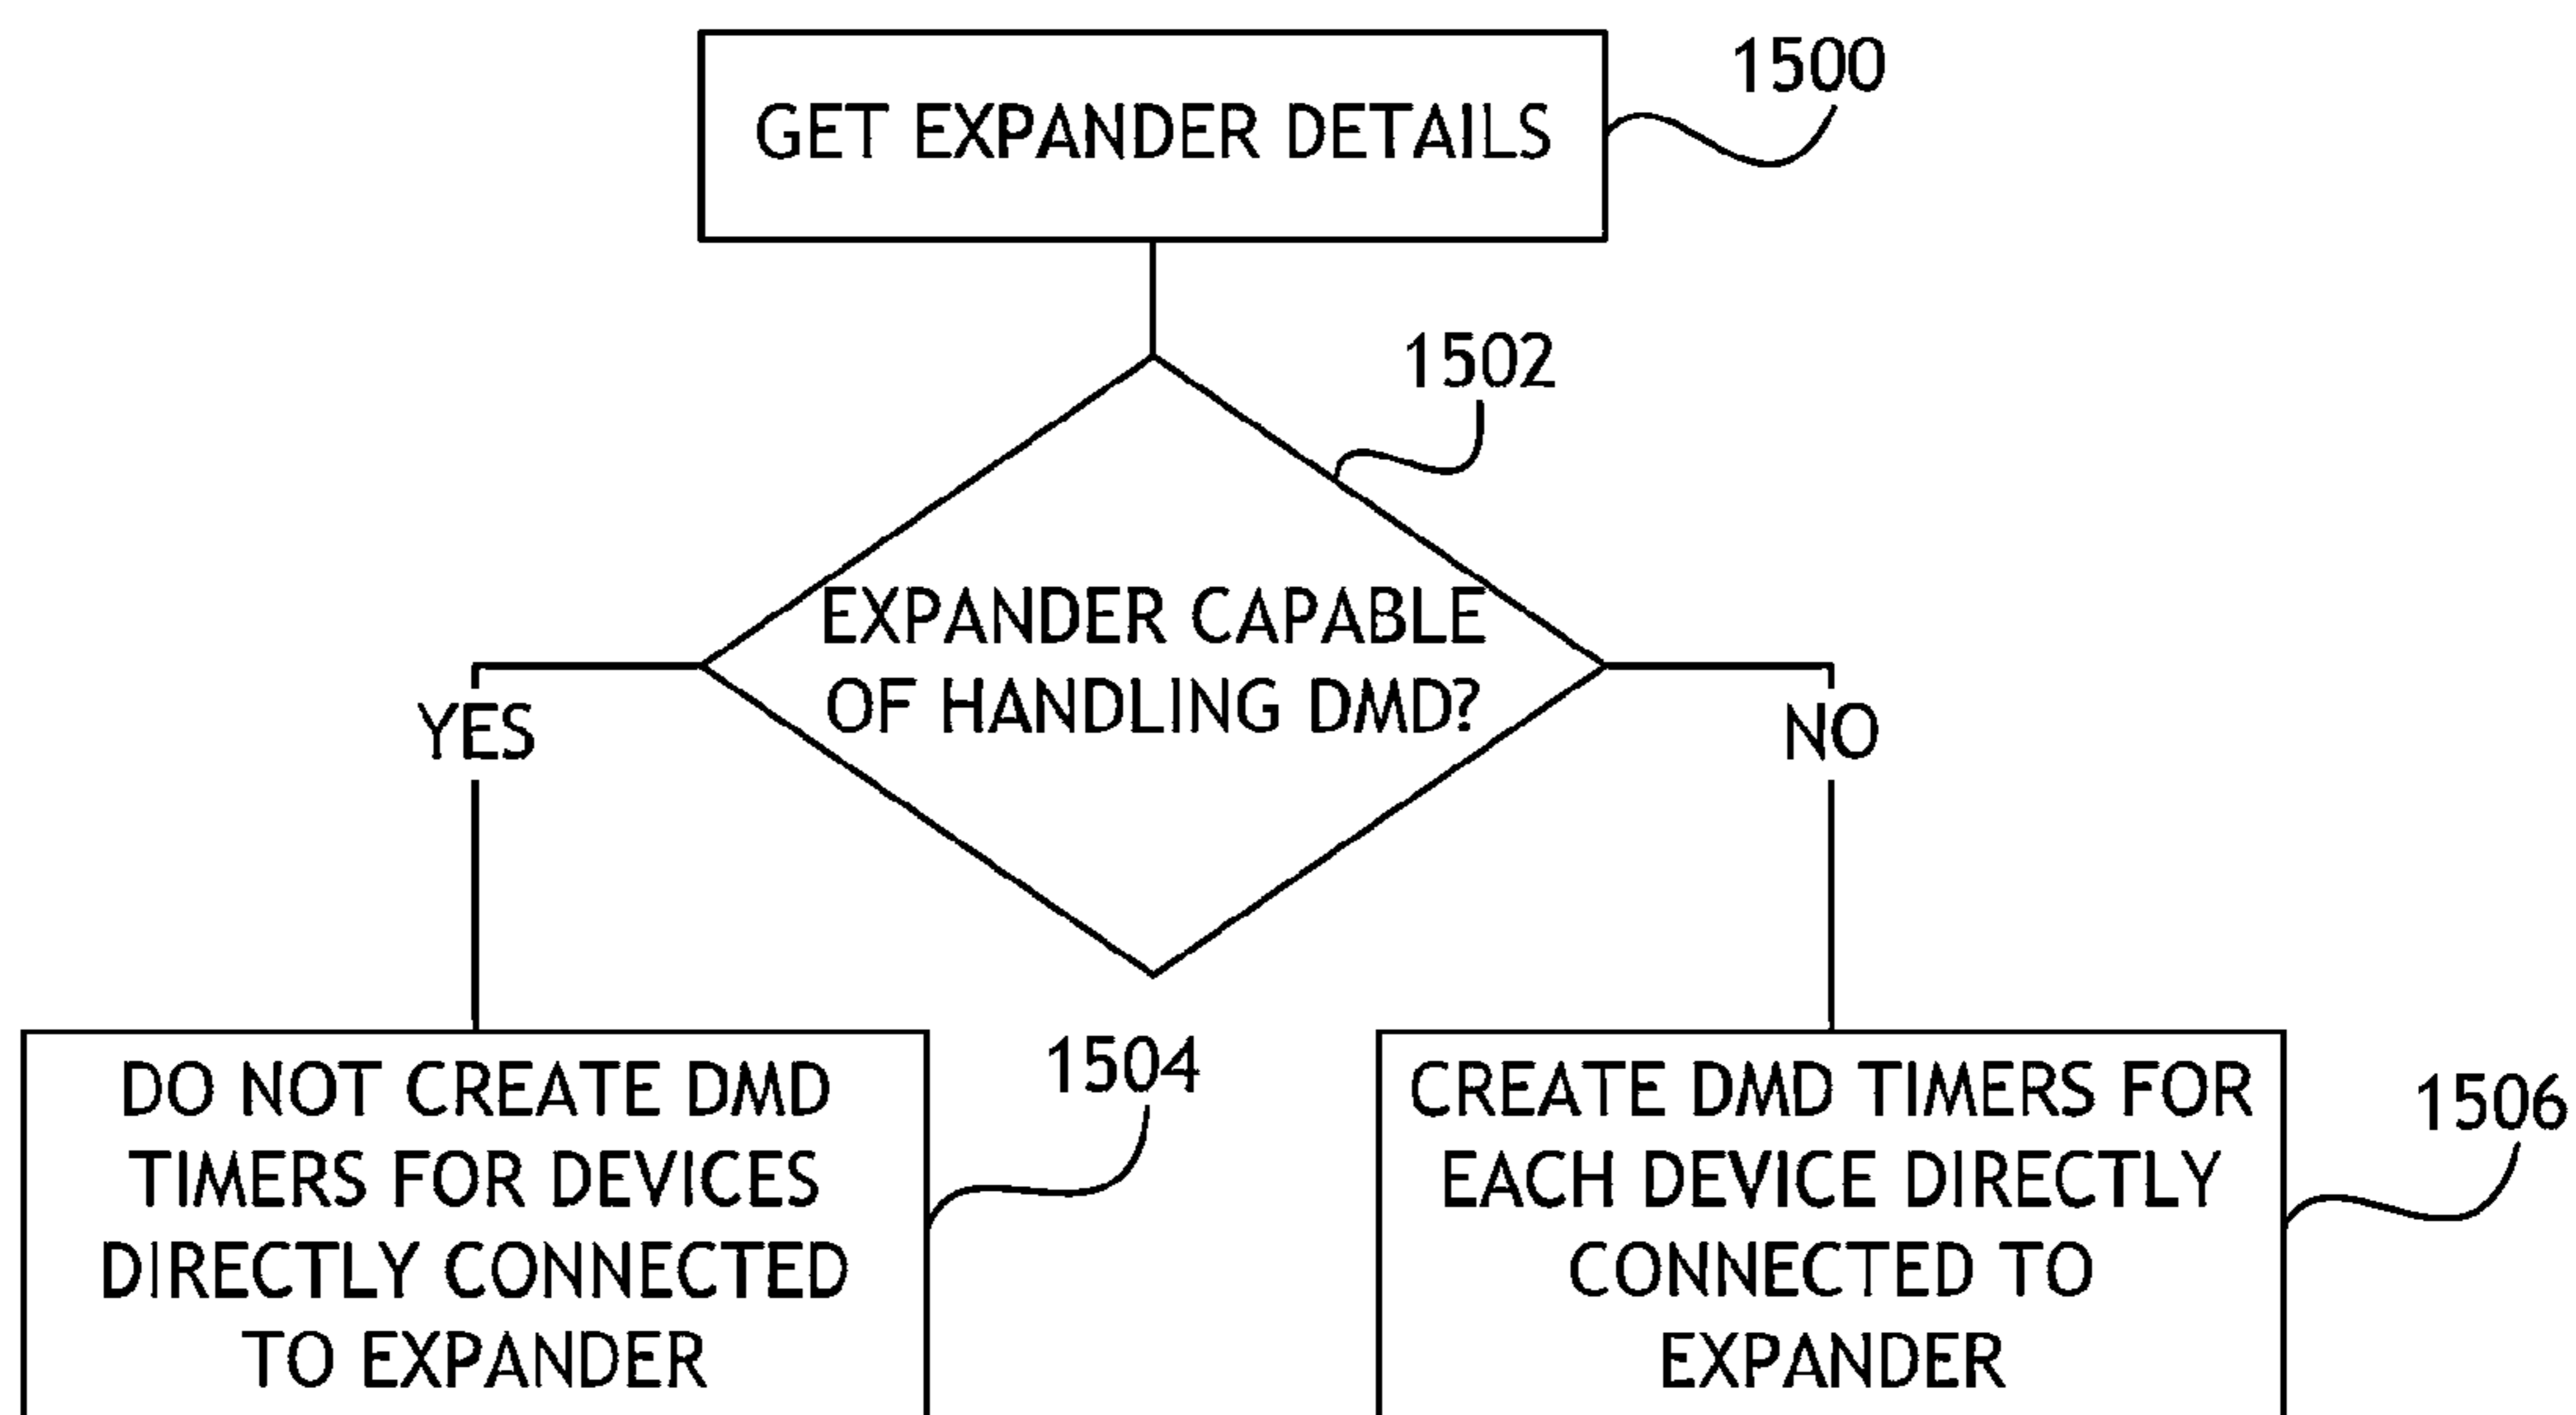 GET EXPANDER DETAILS
1500
1502
EXPANDER CAPABLE
OF HANDLING DMD?
YES
NO
DO NOT CREATE DMD
TIMERS FOR DEVICES
DIRECTLY CONNECTED
TO EXPANDER
1504
CREATE DMD TIMERS FOR
EACH DEVICE DIRECTLY
CONNECTED TO
EXPANDER
1506